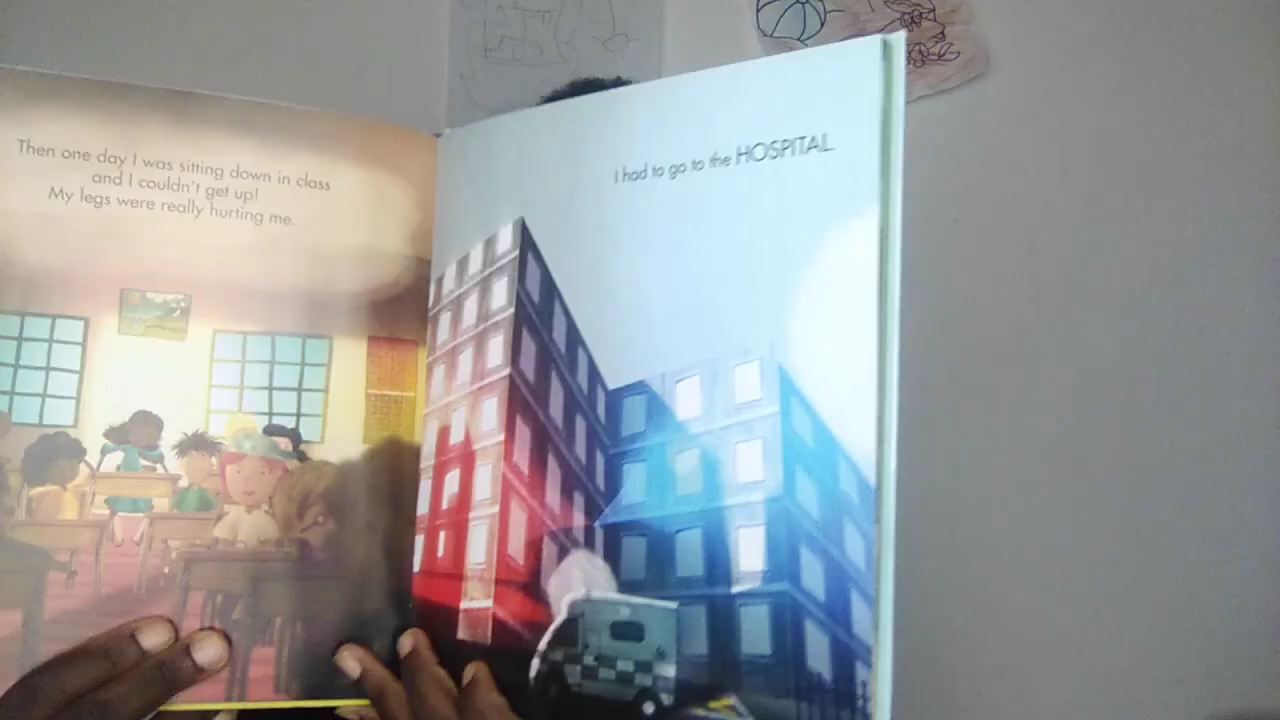 Then one day I was sitting down in class
and I couldn't get up!
My legs were really hurting me.
I had to go to the HOSPITAL.